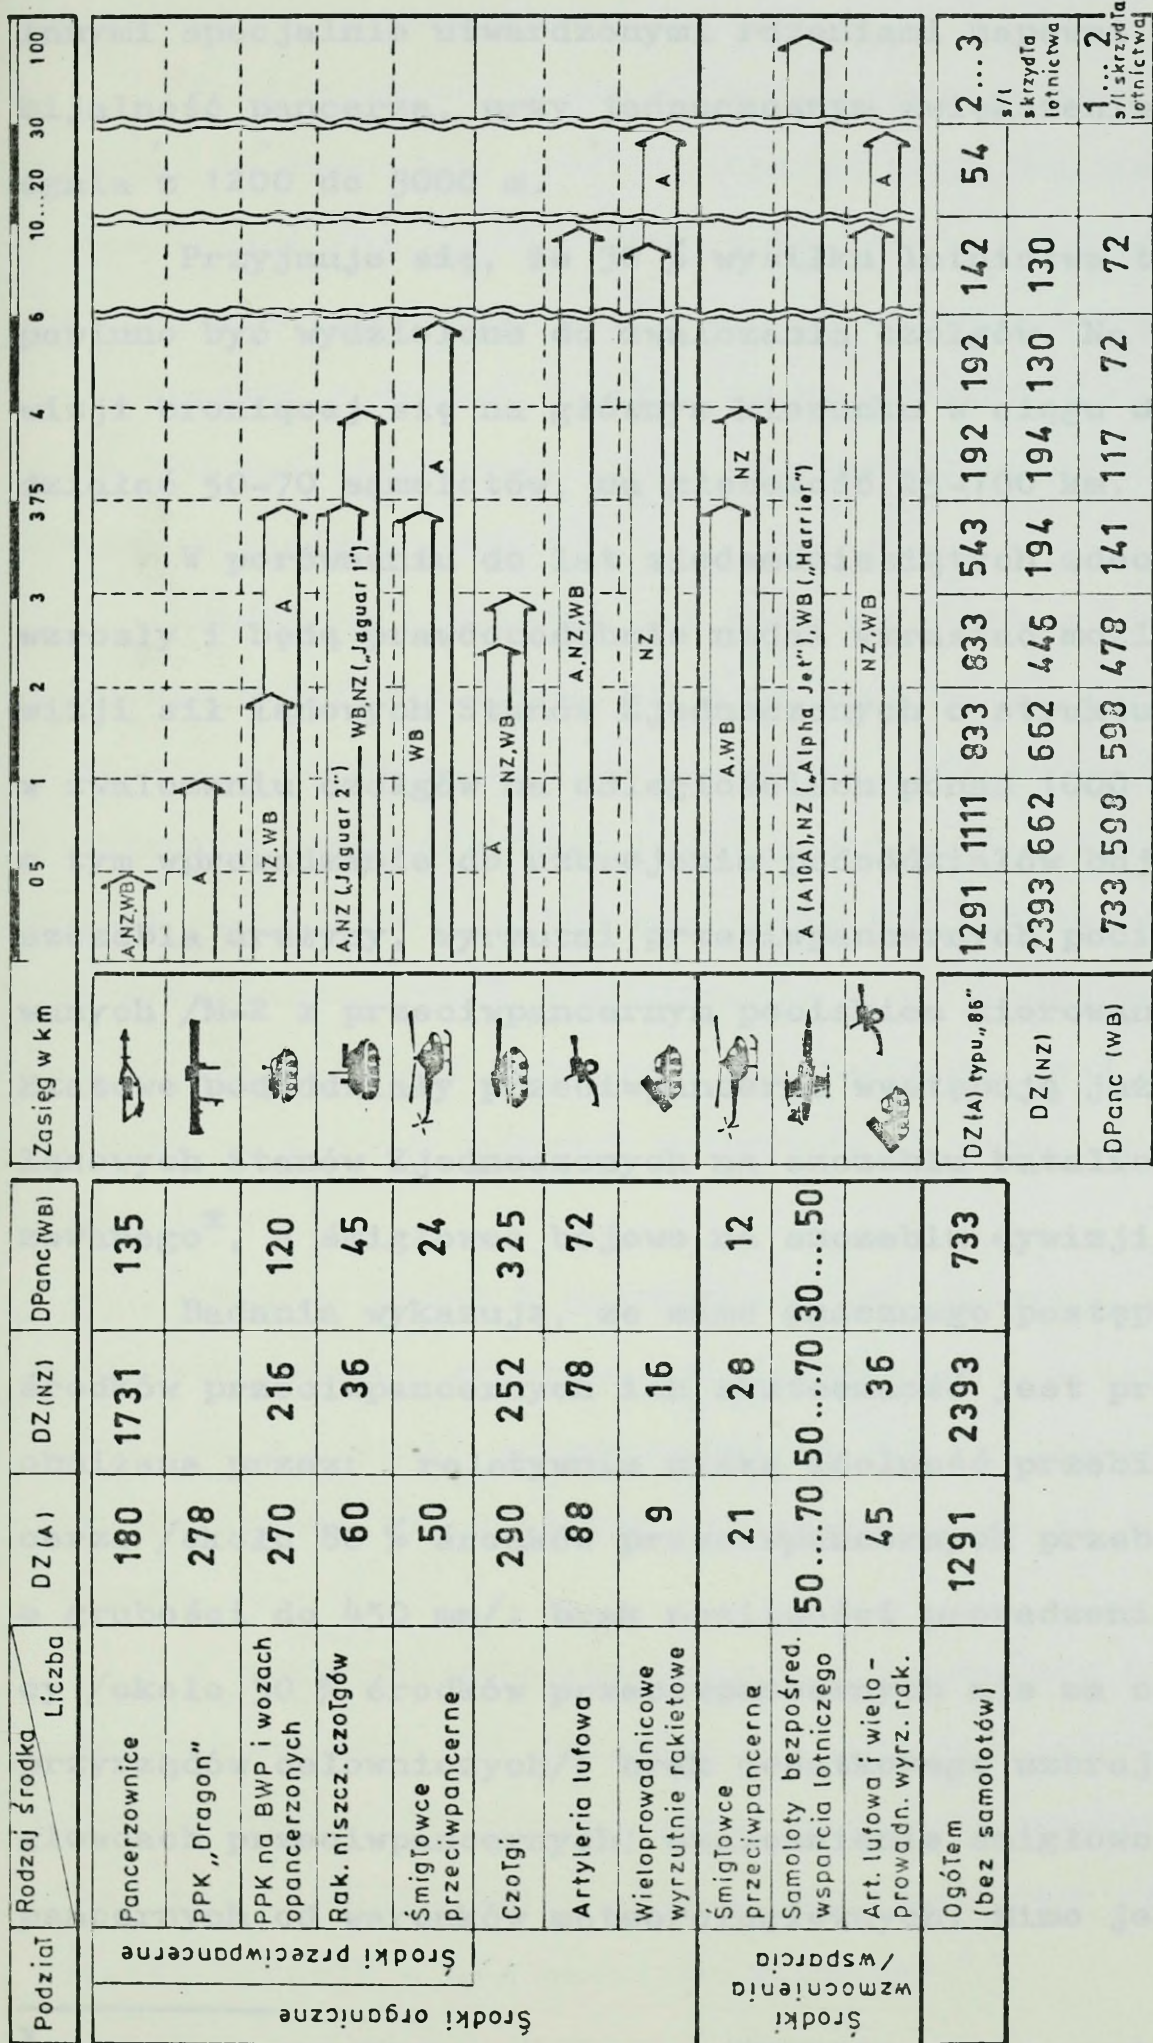 Podział
Rodzaj środka
Liczba
DZ (A)
DZ (NZ)
DPanc (WB)
Zasięg w km
0 5
1
2
3
3 75
4
6
10...20
30
100
Środki organiczne
Środki przeciwpancerne
Pancerzownice 180 1731 135
A,NZ,WB
PPK „Dragon" 278
A
PPK na BWP i wozach
opancerzonych
270 216 120
NZ,WB
A
Rak. niszcz. czołgów 60 36 45
A,NZ („Jaguar 2")
WB,NZ („Jaguar 1")
Śmigłowce
przeciwpancerne
50 24
WB
A
Czołgi 290 252 325
A
NZ,WB
Artyleria lufowa 88 78 72
A,NZ,WB
Wieloprowadnicowe
wyrzutnie rakietowe
9 16
NZ
A
Środki
wzmocnienia
/wsparcia
Śmigłowce
przeciwpancerne
21 28 12
A,WB
NZ
Samoloty bezpośred.
wsparcia lotniczego
50....70 50....70 30....50
A (A10A),NZ („Alpha Jet"),WB („Harrier")
Art. lufowa i wielo-
prowadn. wyrz. rak.
45 36
NZ,WB
A
Ogółem
(bez samolotów)
1291 2393 733
DZ(A) typu„86" 1291 1111 833 833 543 192 192 142 54 2...3
s/l
skrzydła
lotnictwa
DZ(NZ) 2393 662 662 446 194 194 130 130
DPanc (WB) 733 598 598 478 141 117 72 72 1...2
s/l skrzydła
lotnictwa